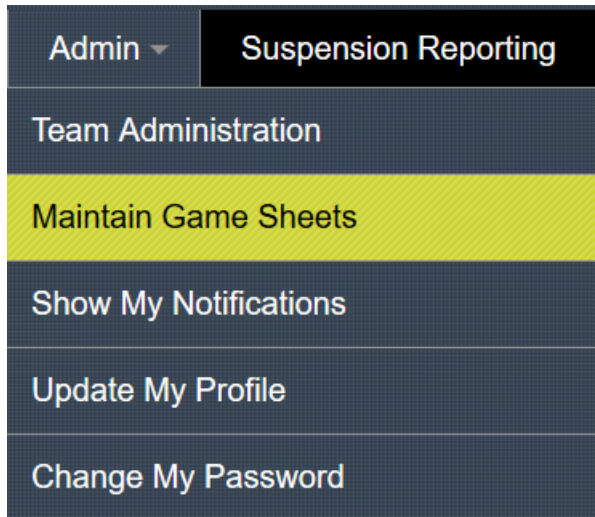 Admin Suspension Reporting
Team Administration
Maintain Game Sheets
Show My Notifications
Update My Profile
Change My Password